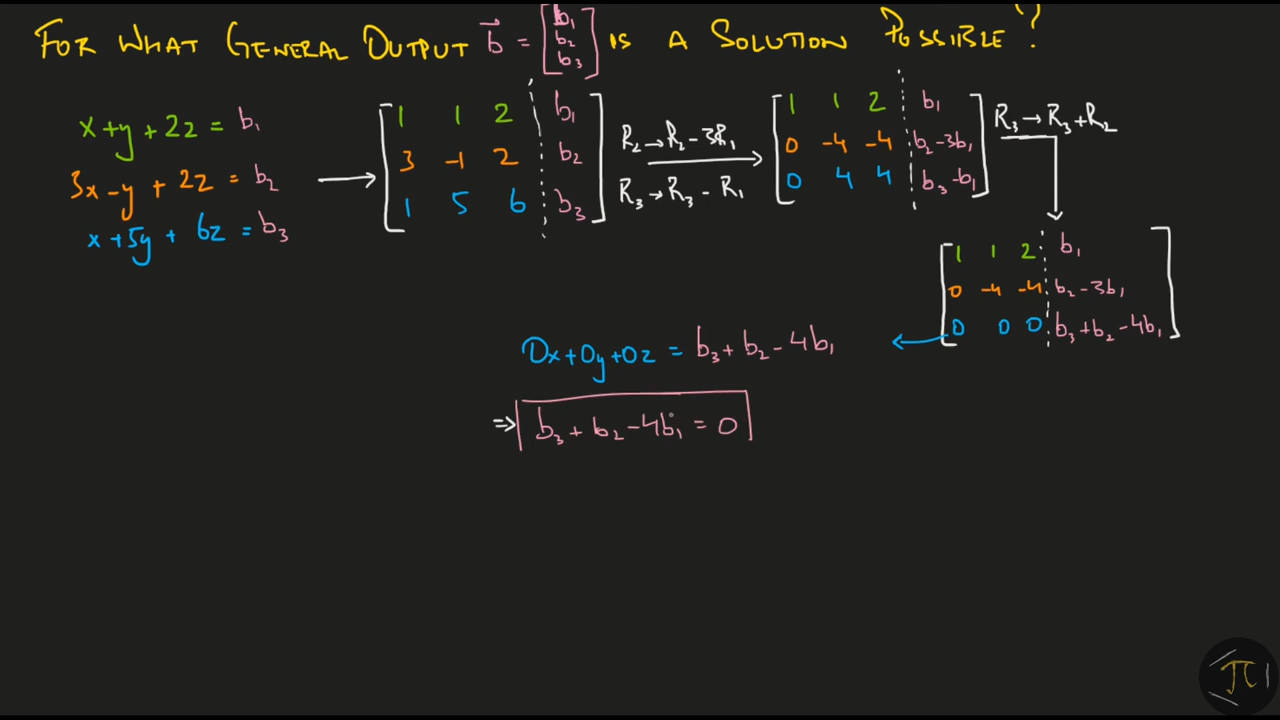 FOR WHAT GENERAL OUTPUT b⃗ = [b₁ b₂ b₃] IS A SOLUTION POSSIBLE?
x+y+2z = b₁
3x-y+2z = b₂
x+5y+6z = b₃
→
1 1 2 b₁
3 -1 2 b₂
1 5 6 b₃
R₂→R₂-3R₁
R₃→R₃-R₁
1 1 2 b₁
0 -4 -4 b₂-3b₁
0 4 4 b₃-b₁
R₃→R₃+R₂
1 1 2 b₁
0 -4 -4 b₂-3b₁
0 0 0 b₃+b₂-4b₁
0x+0y+0z = b₃+b₂-4b₁
⇒ b₃+b₂-4b₁ = 0